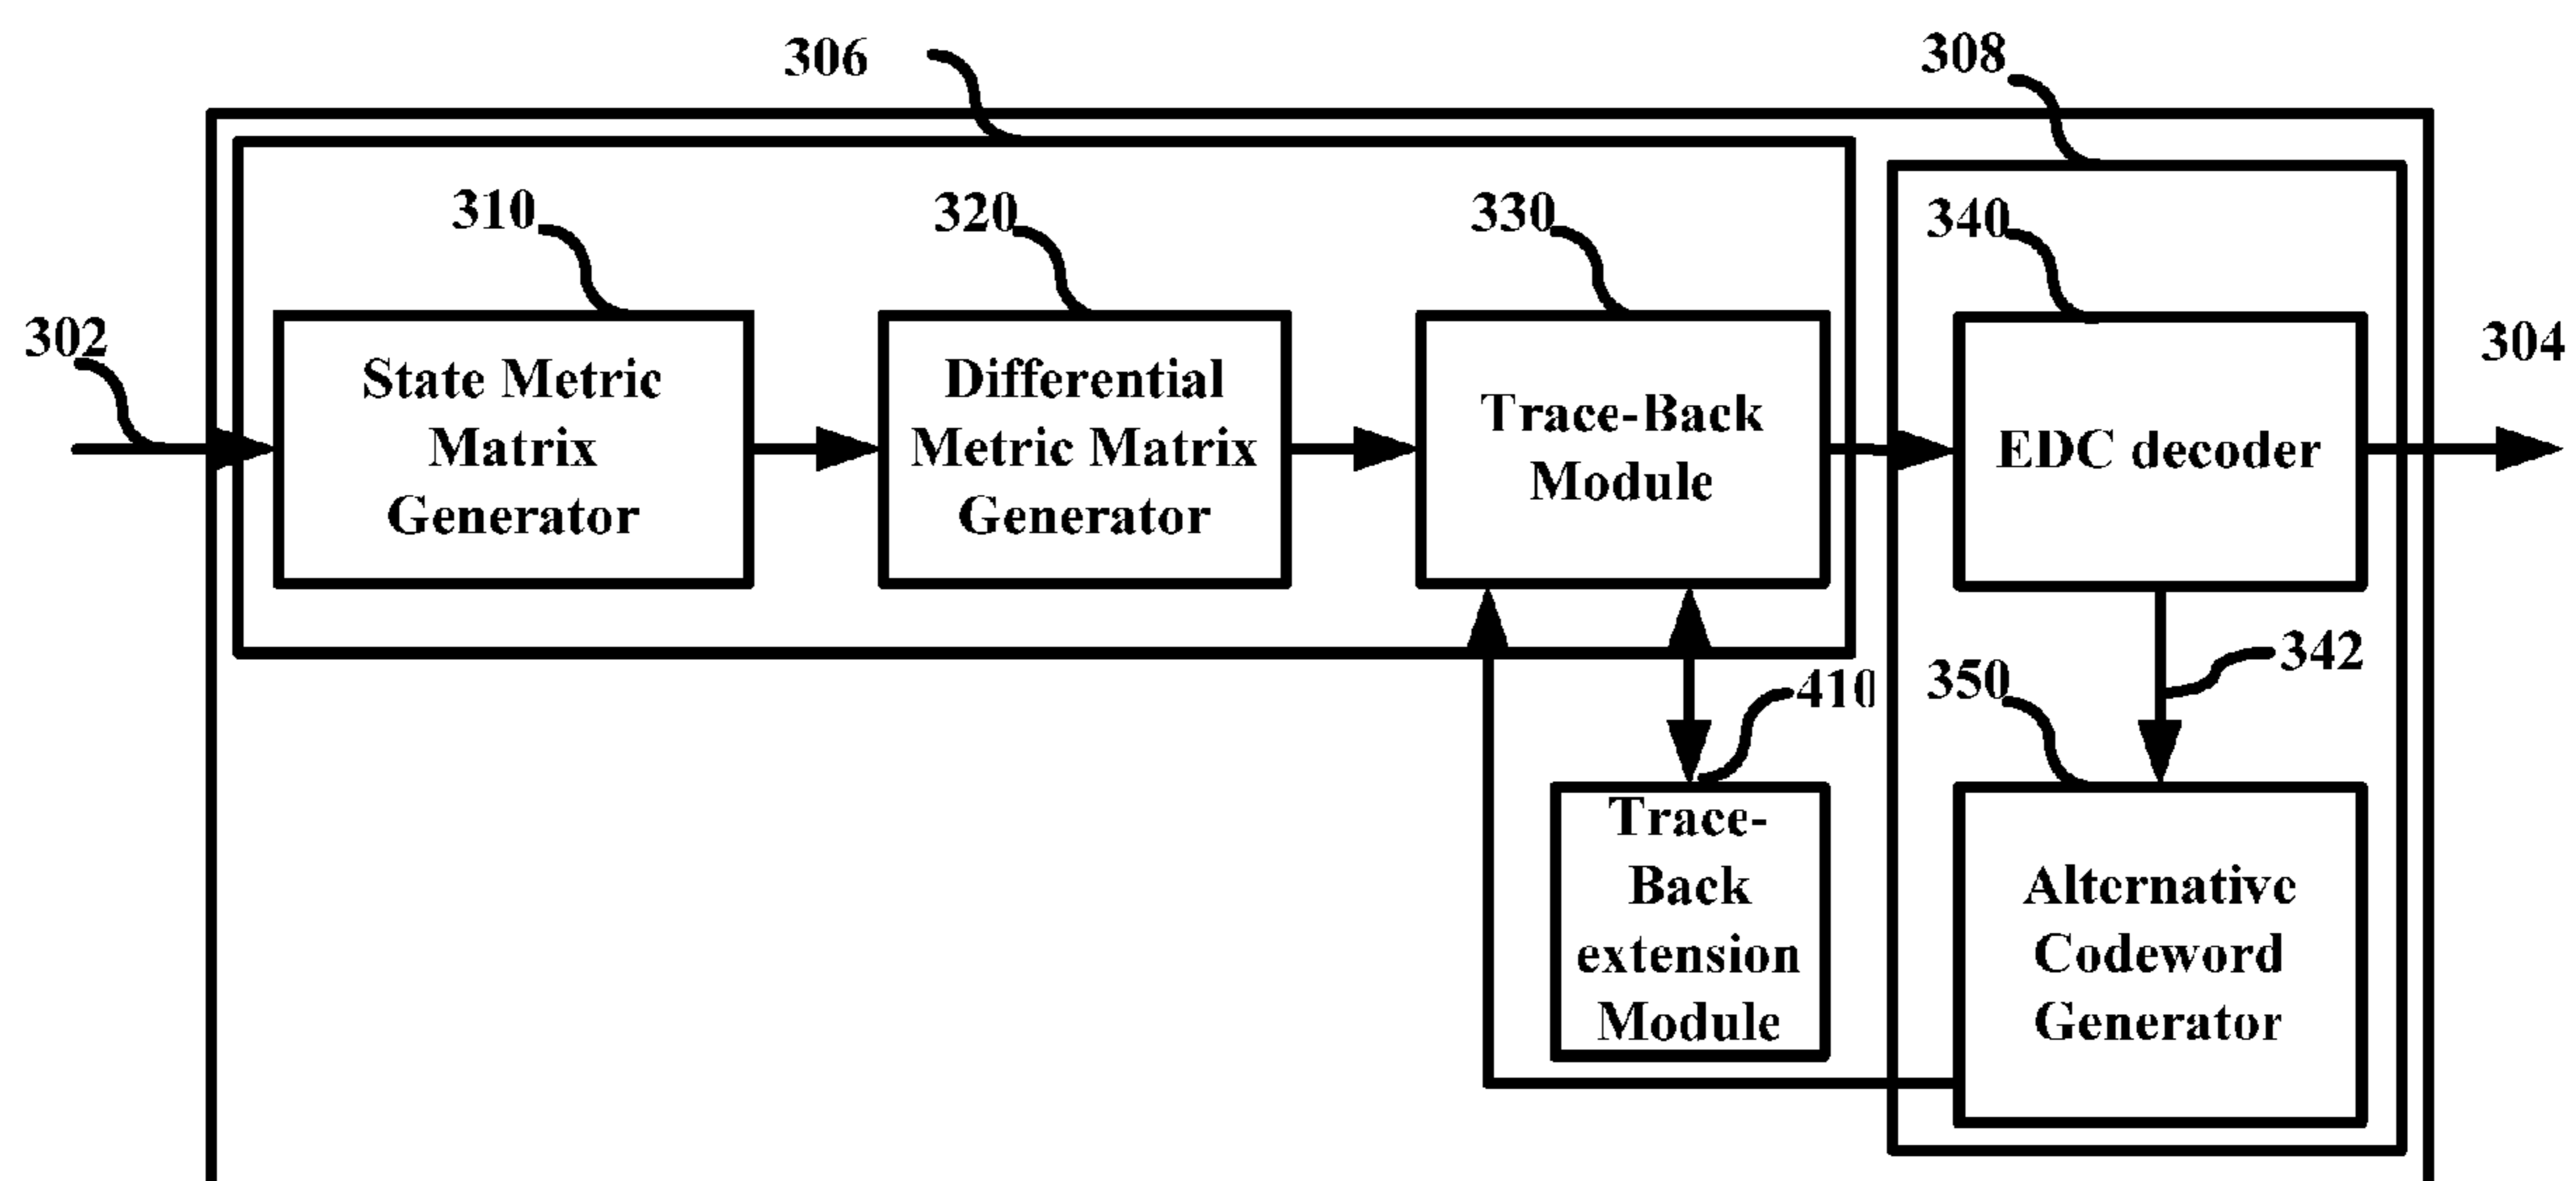 306
308
310
320
330
340
302
304
State Metric
Matrix
Generator
Differential
Metric Matrix
Generator
Trace-Back
Module
EDC decoder
342
350
410
Trace-
Back
extension
Module
Alternative
Codeword
Generator